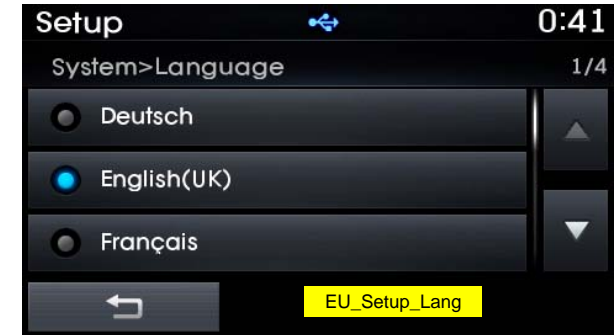 Setup 0:41
System>Language 1/4
Deutsch
English(UK)
Français
EU_Setup_Lang